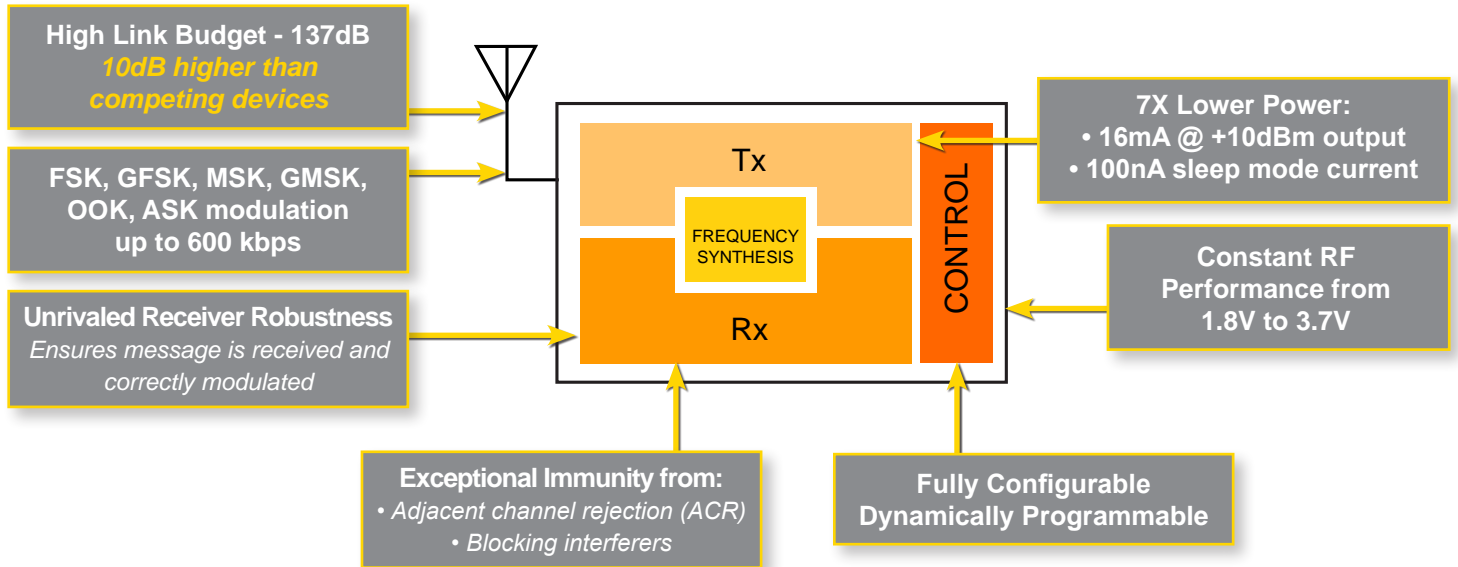 High Link Budget - 137dB
10dB higher than
competing devices
FSK, GFSK, MSK, GMSK,
OOK, ASK modulation
up to 600 kbps
Unrivaled Receiver Robustness
Ensures message is received and
correctly modulated
Tx
FREQUENCY
SYNTHESIS
Rx
CONTROL
7X Lower Power:
• 16mA @ +10dBm output
• 100nA sleep mode current
Constant RF
Performance from
1.8V to 3.7V
Exceptional Immunity from:
• Adjacent channel rejection (ACR)
• Blocking interferers
Fully Configurable
Dynamically Programmable